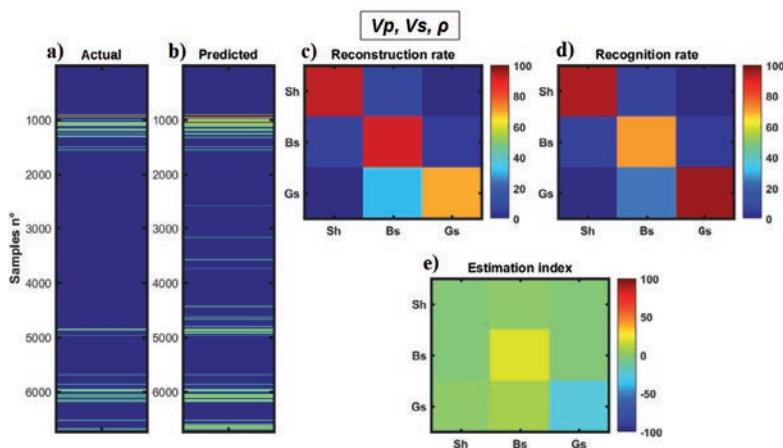 Vp, Vs, ρ
a) Actual
b) Predicted
Samples n°
1000
2000
3000
4000
5000
6000
1000
2000
3000
4000
5000
6000
c) Reconstruction rate
Sh
Bs
Gs
Sh Bs Gs
100
80
60
40
20
0
d) Recognition rate
Sh
Bs
Gs
Sh Bs Gs
100
80
60
40
20
0
e) Estimation index
Sh
Bs
Gs
Sh Bs Gs
100
50
0
-50
-100